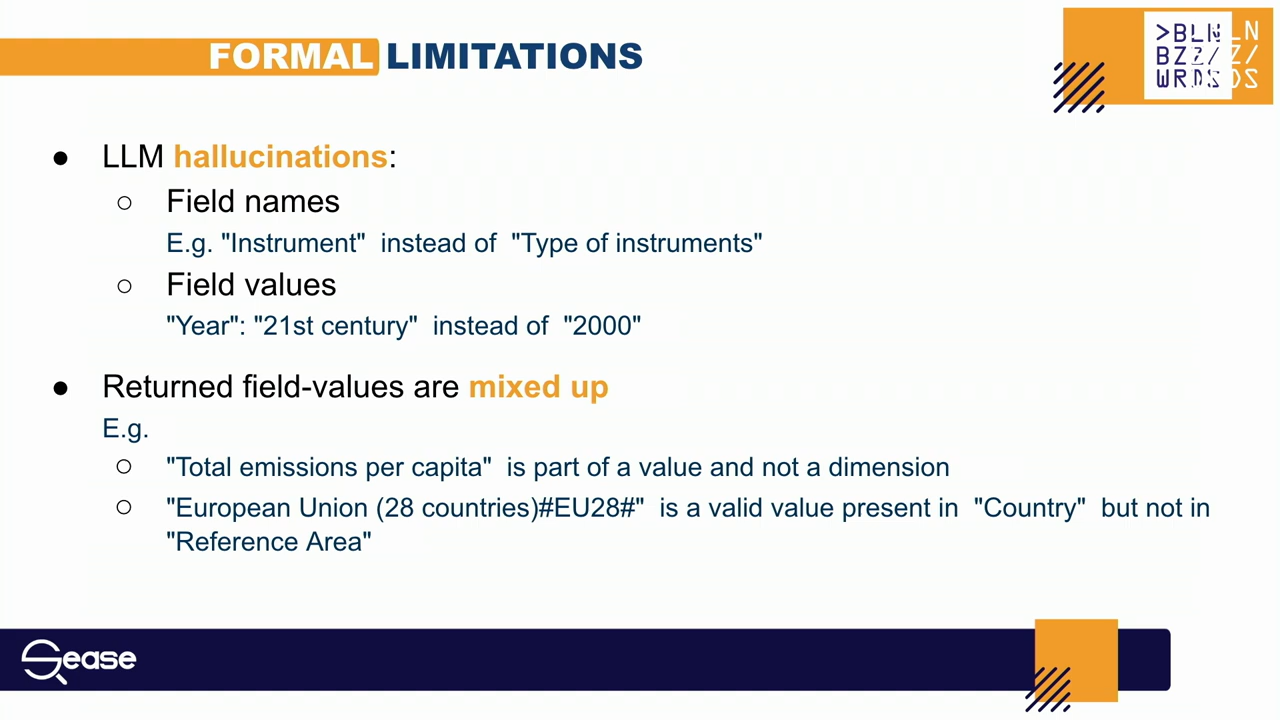 FORMAL LIMITATIONS
>BLN
BZZ/
WRDS
● LLM hallucinations:
○ Field names
E.g. "Instrument" instead of "Type of instruments"
○ Field values
"Year": "21st century" instead of "2000"
● Returned field-values are mixed up
E.g.
○ "Total emissions per capita" is part of a value and not a dimension
○ "European Union (28 countries)#EU28#" is a valid value present in "Country" but not in
"Reference Area"
Sease